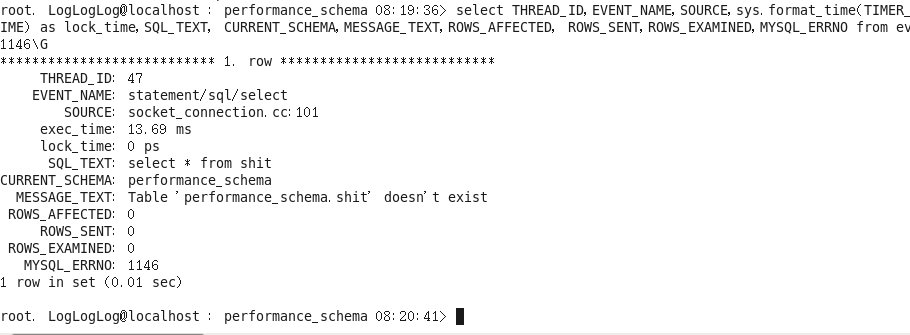 root. LogLogLog@localhost : performance_schema 08:19:36> select THREAD_ID,EVENT_NAME,SOURCE,sys.format_time(TIMER_
IME) as lock_time,SQL_TEXT, CURRENT_SCHEMA,MESSAGE_TEXT,ROWS_AFFECTED, ROWS_SENT,ROWS_EXAMINED,MYSQL_ERRNO from ev
1146\G
*************************** 1. row ***************************
THREAD_ID: 47
EVENT_NAME: statement/sql/select
SOURCE: socket_connection.cc:101
exec_time: 13.69 ms
lock_time: 0 ps
SQL_TEXT: select * from shit
CURRENT_SCHEMA: performance_schema
MESSAGE_TEXT: Table 'performance_schema.shit' doesn't exist
ROWS_AFFECTED: 0
ROWS_SENT: 0
ROWS_EXAMINED: 0
MYSQL_ERRNO: 1146
1 row in set (0.01 sec)
root. LogLogLog@localhost : performance_schema 08:20:41>